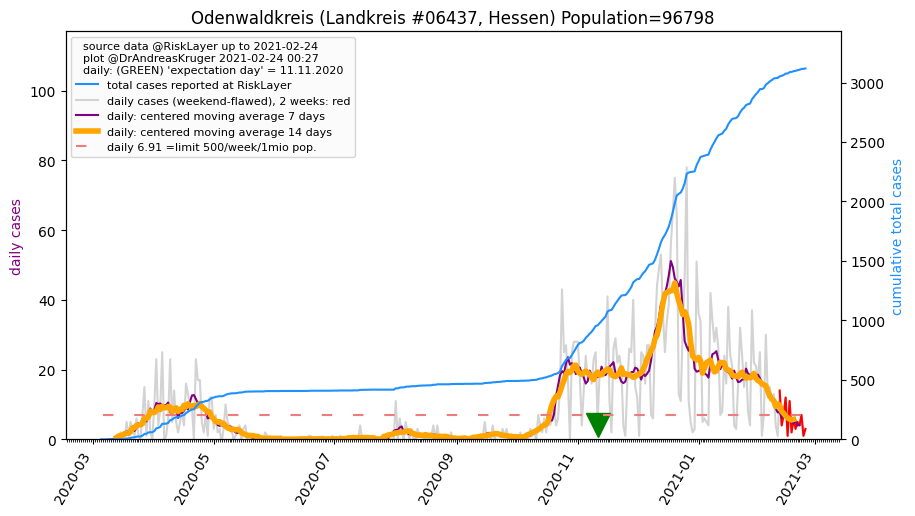 Odenwaldkreis (Landkreis #06437, Hessen) Population=96798
source data @RiskLayer up to 2021-02-24
plot @DrAndreasKruger 2021-02-24 00:27
daily: (GREEN) 'expectation day' = 11.11.2020
total cases reported at RiskLayer
daily cases (weekend-flawed), 2 weeks: red
daily: centered moving average 7 days
daily: centered moving average 14 days
daily 6.91 =limit 500/week/1mio pop.
daily cases
100
80
60
40
20
0
cumulative total cases
3000
2500
2000
1500
1000
500
0
2020-03
2020-05
2020-07
2020-09
2020-11
2021-01
2021-03